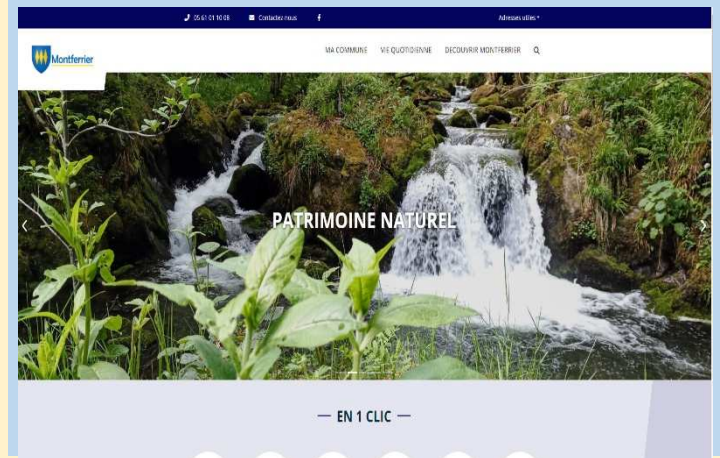 05 61 01 10 08 Contactez-nous Adresses utiles
Montferrier
MA COMMUNE VIE QUOTIDIENNE DECOUVRIR MONTFERRIER
PATRIMOINE NATUREL
EN 1 CLIC